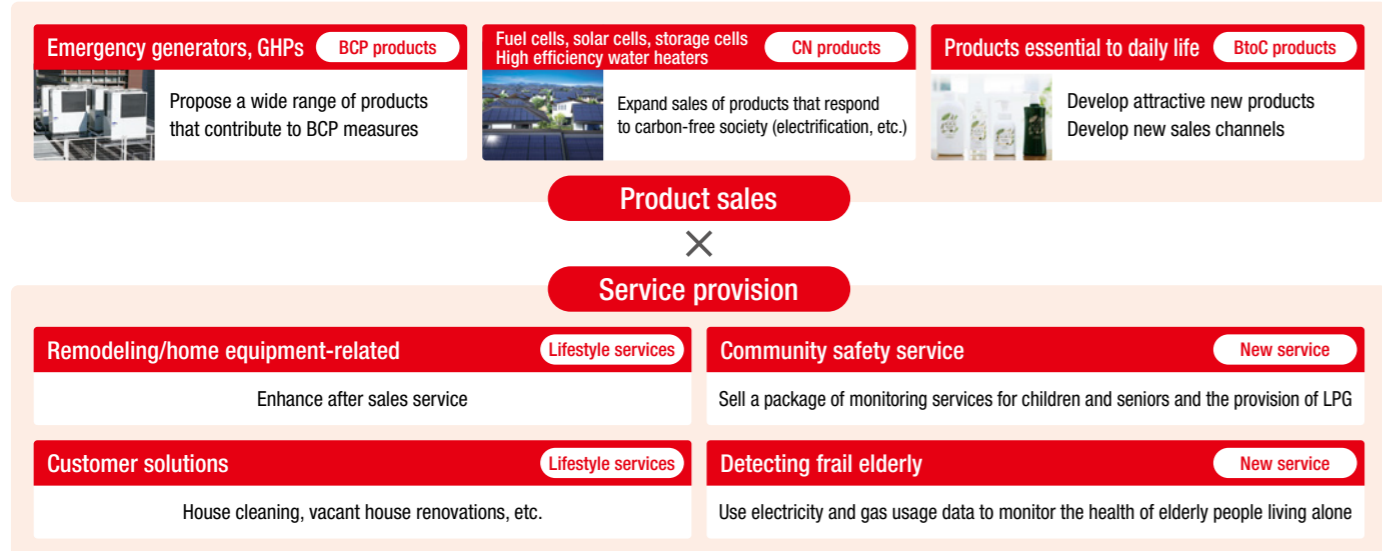 Emergency generators, GHPs
BCP products
Propose a wide range of products
that contribute to BCP measures
Fuel cells, solar cells, storage cells
High efficiency water heaters
CN products
Expand sales of products that respond
to carbon-free society (electrification, etc.)
Products essential to daily life
BtoC products
Develop attractive new products
Develop new sales channels
Product sales
×
Service provision
Remodeling/home equipment-related
Lifestyle services
Enhance after sales service
Community safety service
New service
Sell a package of monitoring services for children and seniors and the provision of LPG
Customer solutions
Lifestyle services
House cleaning, vacant house renovations, etc.
Detecting frail elderly
New service
Use electricity and gas usage data to monitor the health of elderly people living alone